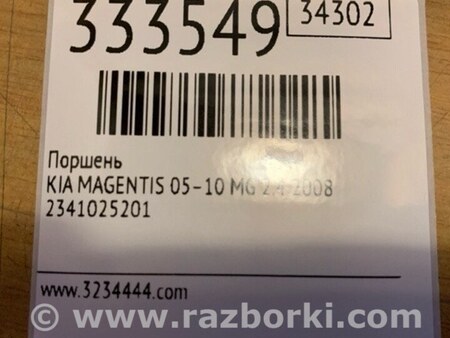 333549
34302
Поршень
KIA MAGENTIS 05-10 MG 2.4 2008
2341025201
www.3234444.com
© www.razborki.com